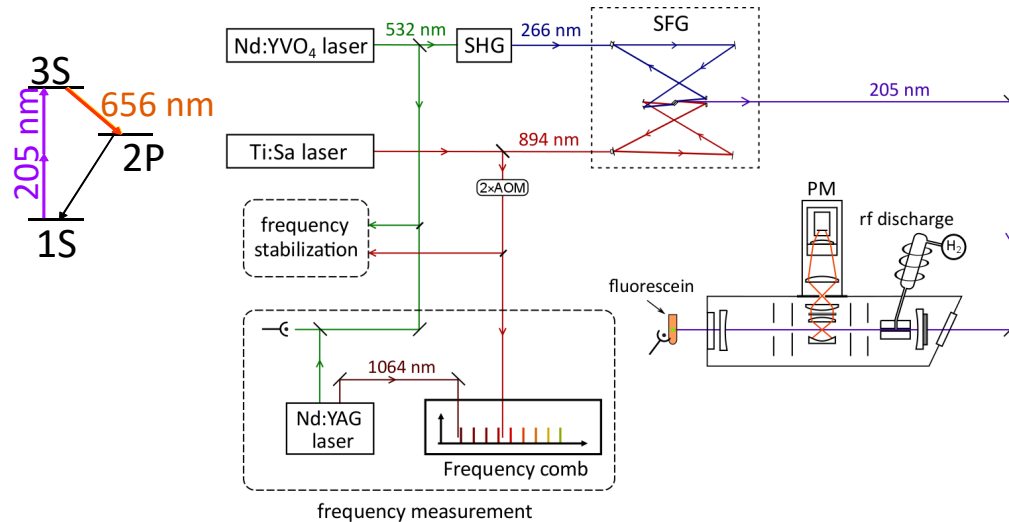 3S
656 nm
205 nm
2P
1S
Nd:YVO₄ laser
532 nm
SHG
266 nm
SFG
205 nm
Ti:Sa laser
894 nm
2×AOM
frequency
stabilization
PM
rf discharge
H₂
fluorescein
1064 nm
Nd:YAG
laser
Frequency comb
frequency measurement